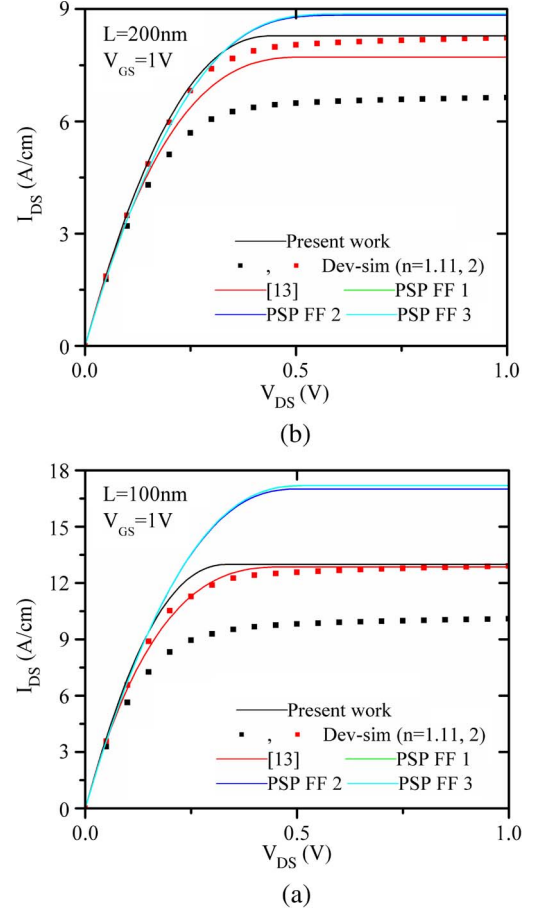 9
6
3
0
I_DS (A/cm)
L=200nm
V_GS=1V
Present work
, Dev-sim (n=1.11, 2)
[13] PSP FF 1
PSP FF 2 PSP FF 3
0.0 0.5 1.0
V_DS (V)
(b)
18
15
12
9
6
3
0
I_DS (A/cm)
L=100nm
V_GS=1V
Present work
, Dev-sim (n=1.11, 2)
[13] PSP FF 1
PSP FF 2 PSP FF 3
0.0 0.5 1.0
V_DS (V)
(a)